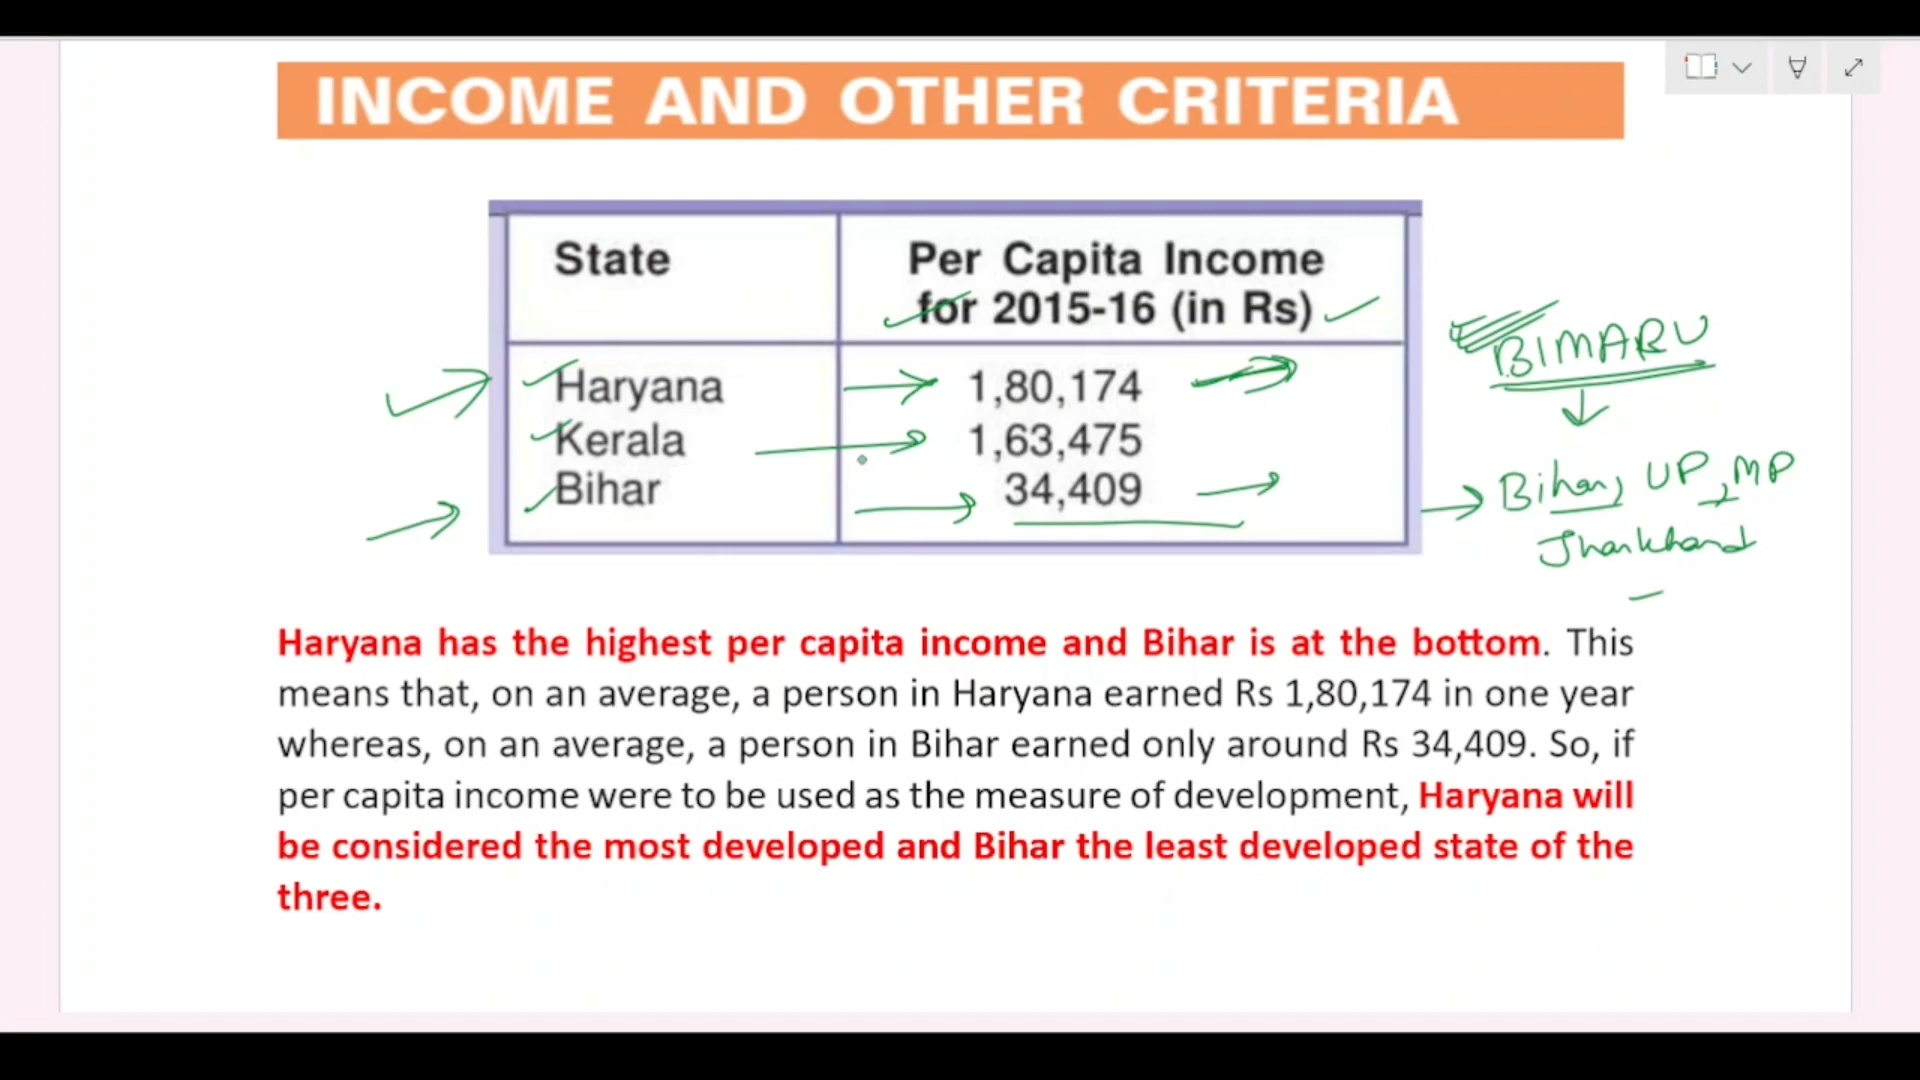 INCOME AND OTHER CRITERIA
State Per Capita Income
for 2015-16 (in Rs)
Haryana 1,80,174
Kerala 1,63,475
Bihar 34,409
BIMARU
Bihar, UP, MP
Jharkhand
Haryana has the highest per capita income and Bihar is at the bottom. This
means that, on an average, a person in Haryana earned Rs 1,80,174 in one year
whereas, on an average, a person in Bihar earned only around Rs 34,409. So, if
per capita income were to be used as the measure of development, Haryana will
be considered the most developed and Bihar the least developed state of the
three.